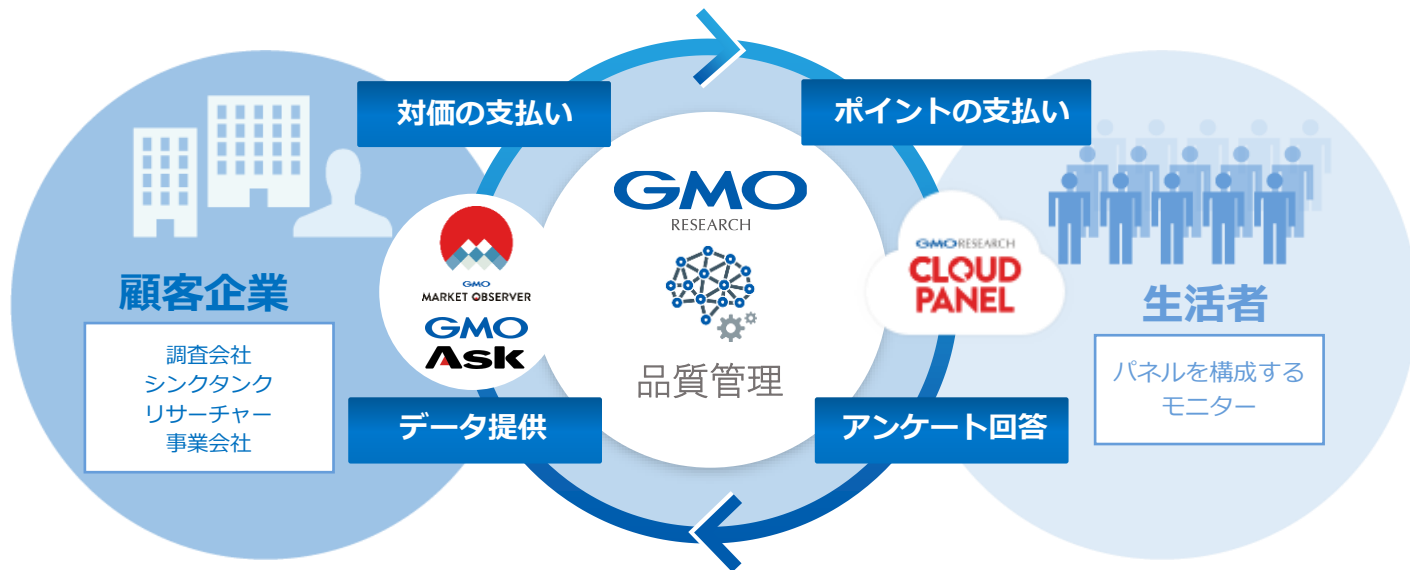 対価の支払い
ポイントの支払い
GMO
RESEARCH
品質管理
GMO
MARKET OBSERVER
GMO
Ask
GMO RESEARCH
CLOUD
PANEL
顧客企業
調査会社
シンクタンク
リサーチャー
事業会社
生活者
パネルを構成する
モニター
データ提供
アンケート回答